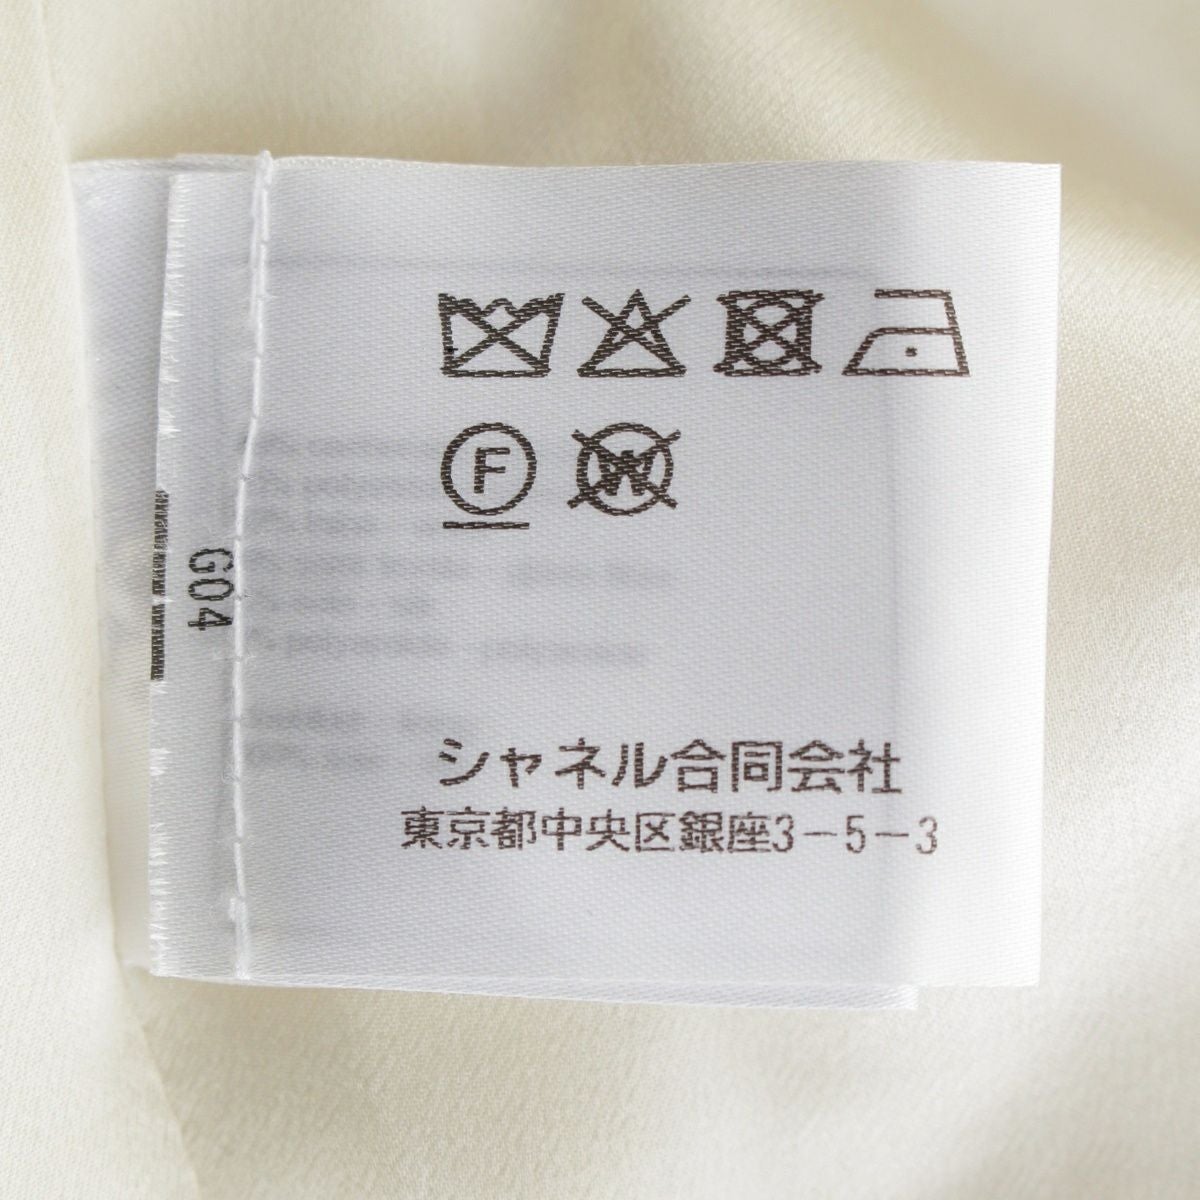 F W
G04
シャネル合同会社
東京都中央区銀座3-5-3